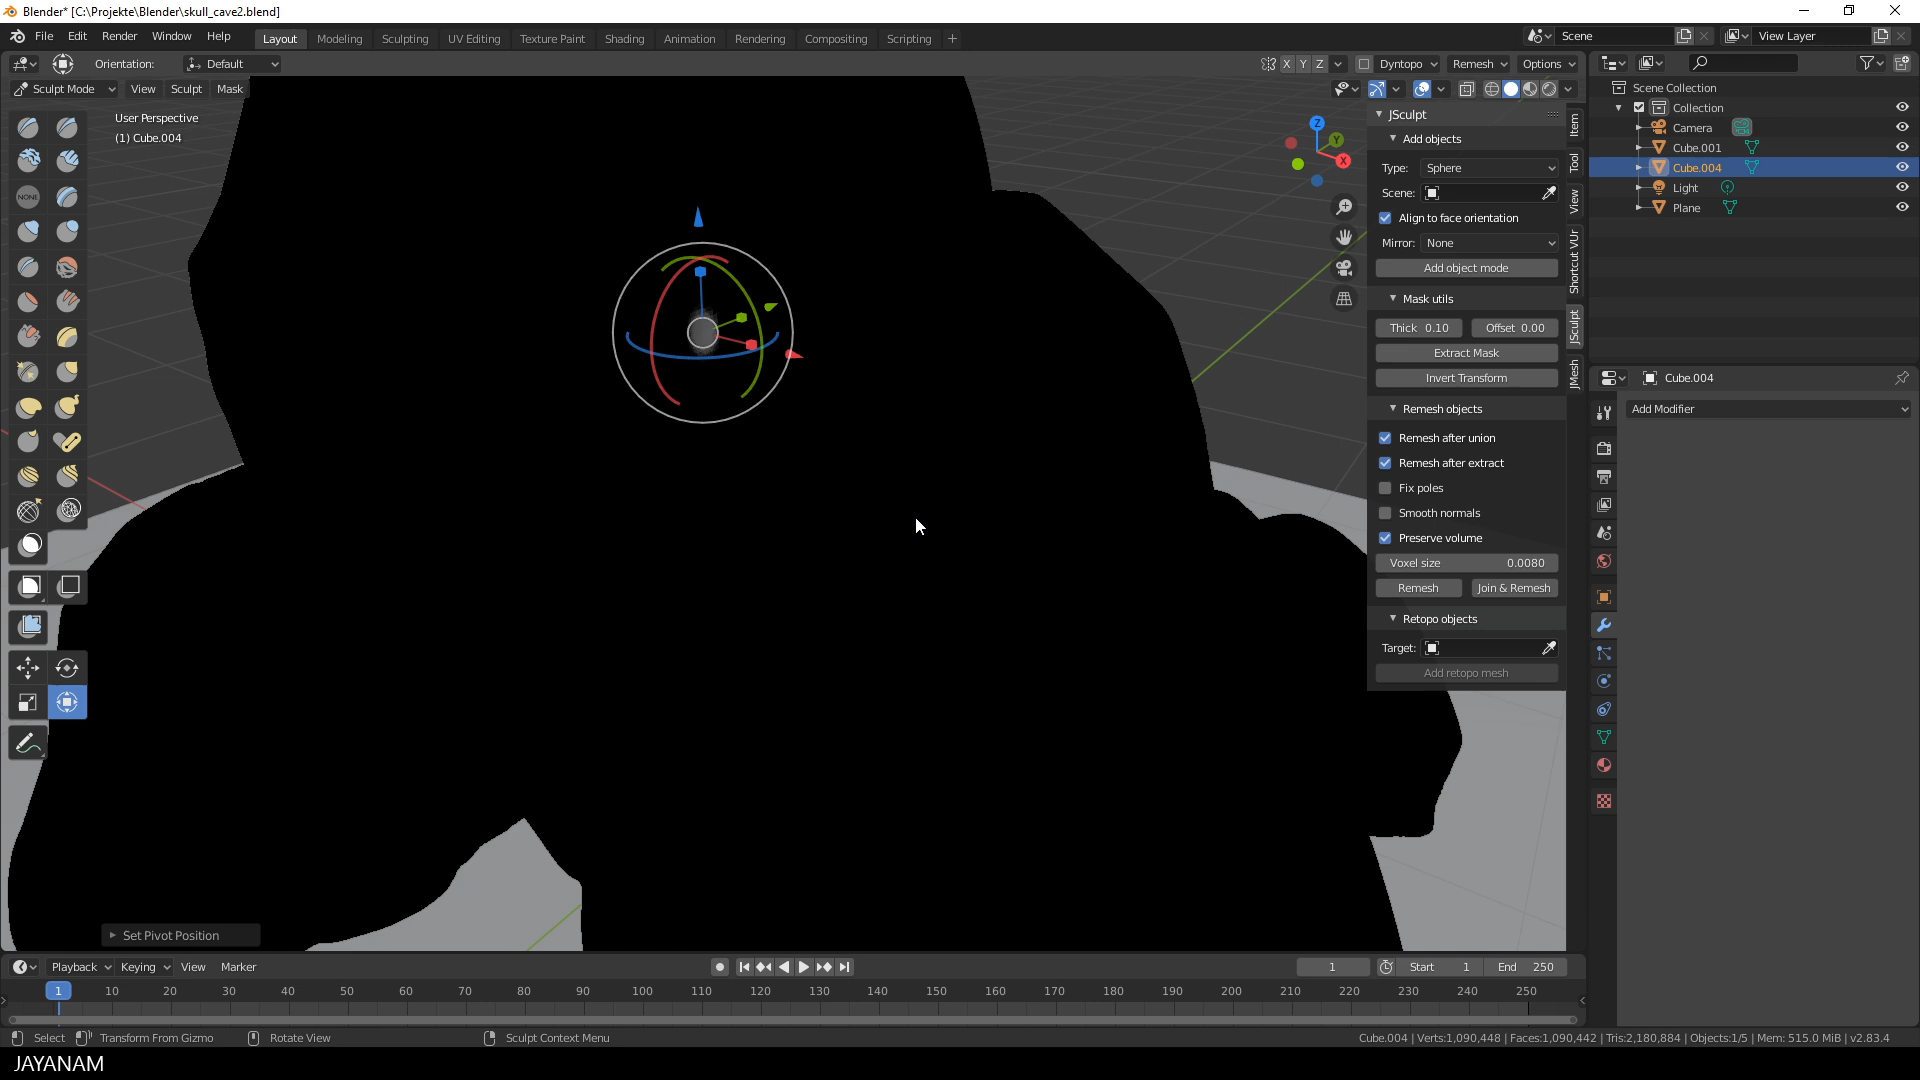 Blender* [C:\Projekte\Blender\skull_cave2.blend]
File Edit Render Window Help
Layout Modeling Sculpting UV Editing Texture Paint Shading Animation Rendering Compositing Scripting +
Scene
View Layer
Orientation: Default
X Y Z Dyntopo Remesh Options
Sculpt Mode View Sculpt Mask
User Perspective
(1) Cube.004
NONE
Z
Y
X
JSculpt
Add objects
Type: Sphere
Scene:
Align to face orientation
Mirror: None
Add object mode
Mask utils
Thick 0.10 Offset 0.00
Extract Mask
Invert Transform
Remesh objects
Remesh after union
Remesh after extract
Fix poles
Smooth normals
Preserve volume
Voxel size 0.0080
Remesh Join & Remesh
Retopo objects
Target:
Add retopo mesh
Item
Tool
View
Shortcut VUr
JSculpt
JMesh
Scene Collection
Collection
Camera
Cube.001
Cube.004
Light
Plane
Cube.004
Add Modifier
Set Pivot Position
Playback Keying View Marker
1 Start 1 End 250
1 10 20 30 40 50 60 70 80 90 100 110 120 130 140 150 160 170 180 190 200 210 220 230 240 250
Select Transform From Gizmo Rotate View Sculpt Context Menu
Cube.004 | Verts:1,090,448 | Faces:1,090,442 | Tris:2,180,884 | Objects:1/5 | Mem: 515.0 MiB | v2.83.4
JAYANAM